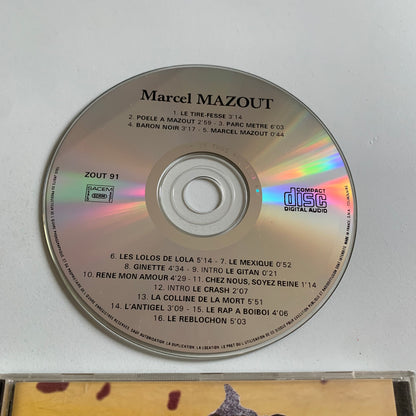 Marcel MAZOUT
1. LE TIRE-FESSE 3'14
2. POELE A MAZOUT 2'59 - 3. PARC METRE 6'03
4. BARON NOIR 3'17 - 5. MARCEL MAZOUT 0'44
ZOUT 91
SACEM
COMPACT
disc
DIGITAL AUDIO
6. LES LOLOS DE LOLA 5'14 - 7. LE MEXIQUE 0'52
8. GINETTE 4'34 - 9. INTRO LE GITAN 0'21
10. RENE MON AMOUR 4'29 - 11. CHEZ NOUS, SOYEZ REINE 1'14
12. INTRO LE CRASH 2'07
13. LA COLLINE DE LA MORT 5'51
14. L'ANTIGEL 3'09 - 15. LE RAP A BOIBOI 4'06
16. LE REBLOCHON 5'03